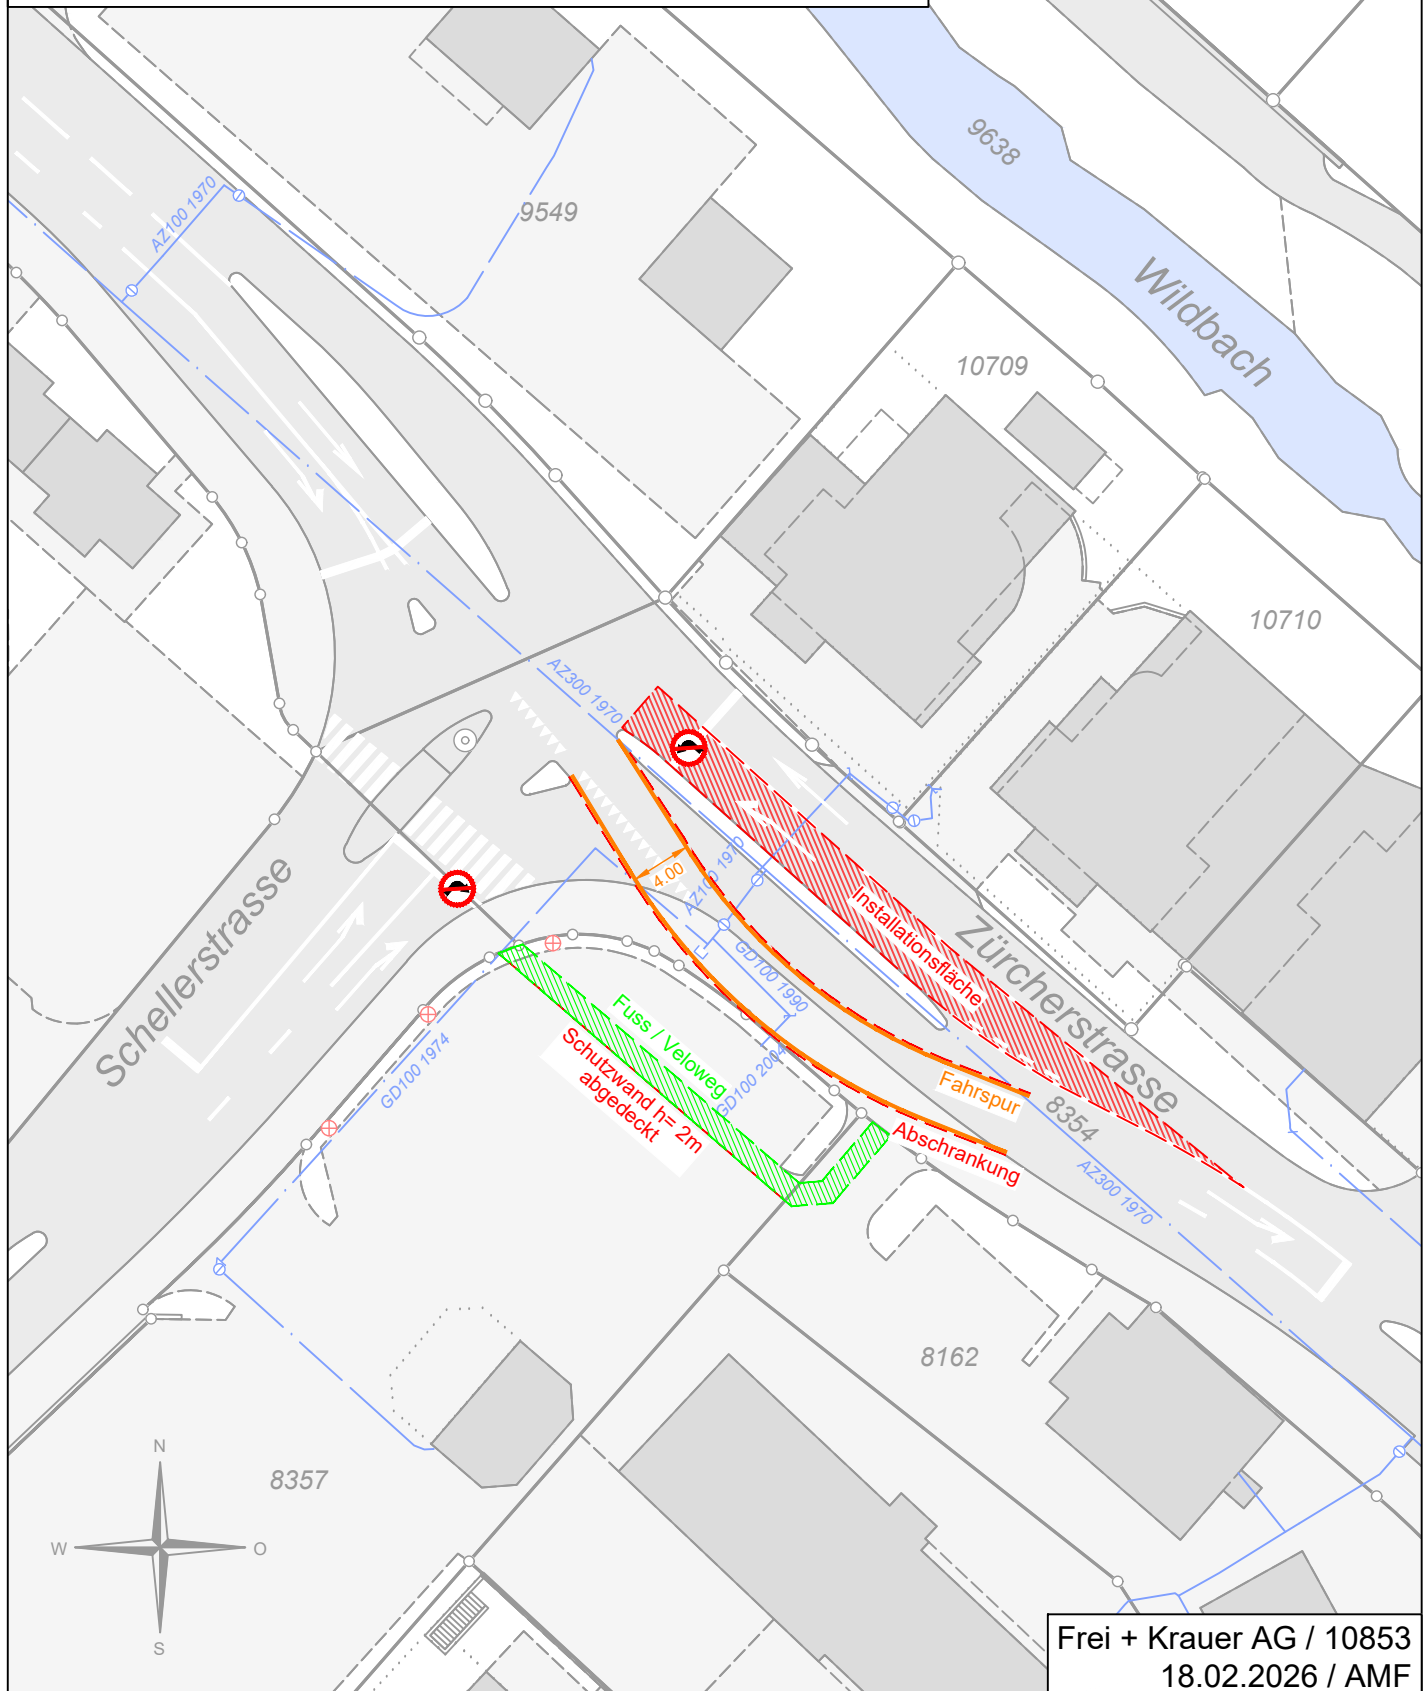 9638
AZ100 1970
9549
Wildbach
10709
10710
AZ300 1970
4.00
AZ100 1970
Installationsfläche
Schellerstrasse
Zürcherstrasse
GD100 1990
Fuss / Veloweg
Schutzwand h= 2m
abgedeckt
GD100 1974
GD100 2004
Fahrspur
8354
Abschrankung
AZ300 1970
8162
N
8357
W
O
S
Frei + Krauer AG / 10853
18.02.2026 / AMF